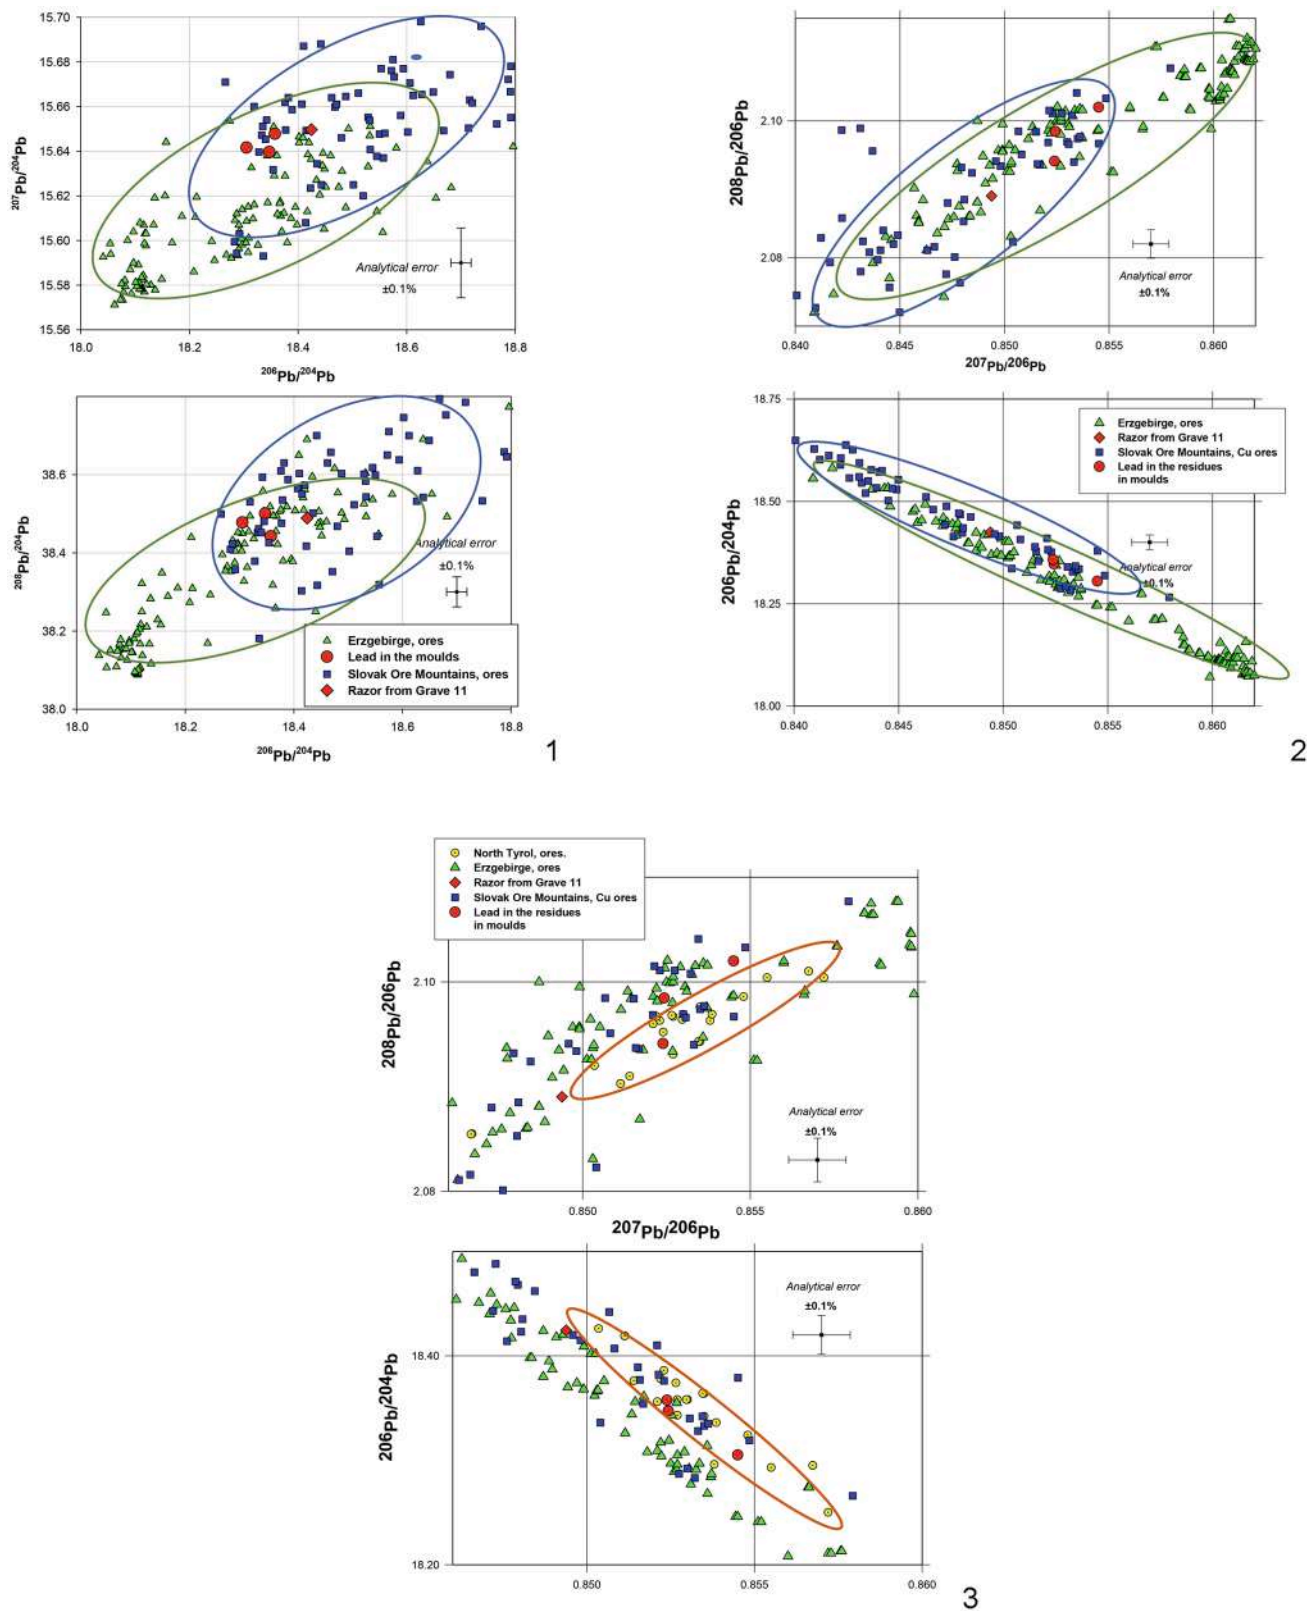 15.70
15.68
15.66
15.64
15.62
15.60
15.58
15.56
207Pb/204Pb
Analytical error
±0.1%
18.0 18.2 18.4 18.6 18.8
206Pb/204Pb
2.10
2.08
208Pb/206Pb
Analytical error
±0.1%
0.840 0.845 0.850 0.855 0.860
207Pb/206Pb
38.6
38.4
38.2
38.0
208Pb/204Pb
Analytical error
±0.1%
Erzgebirge, ores
Lead in the moulds
Slovak Ore Mountains, ores
Razor from Grave 11
18.0 18.2 18.4 18.6 18.8
206Pb/204Pb
1
18.75
18.50
18.25
18.00
206Pb/204Pb
Erzgebirge, ores
Razor from Grave 11
Slovak Ore Mountains, Cu ores
Lead in the residues
in moulds
Analytical error
±0.1%
0.840 0.845 0.850 0.855 0.860
2
North Tyrol, ores.
Erzgebirge, ores
Razor from Grave 11
Slovak Ore Mountains, Cu ores
Lead in the residues
in moulds
2.10
2.08
208Pb/206Pb
Analytical error
±0.1%
0.850 0.855 0.860
207Pb/206Pb
Analytical error
±0.1%
18.40
18.20
206Pb/204Pb
0.850 0.855 0.860
3